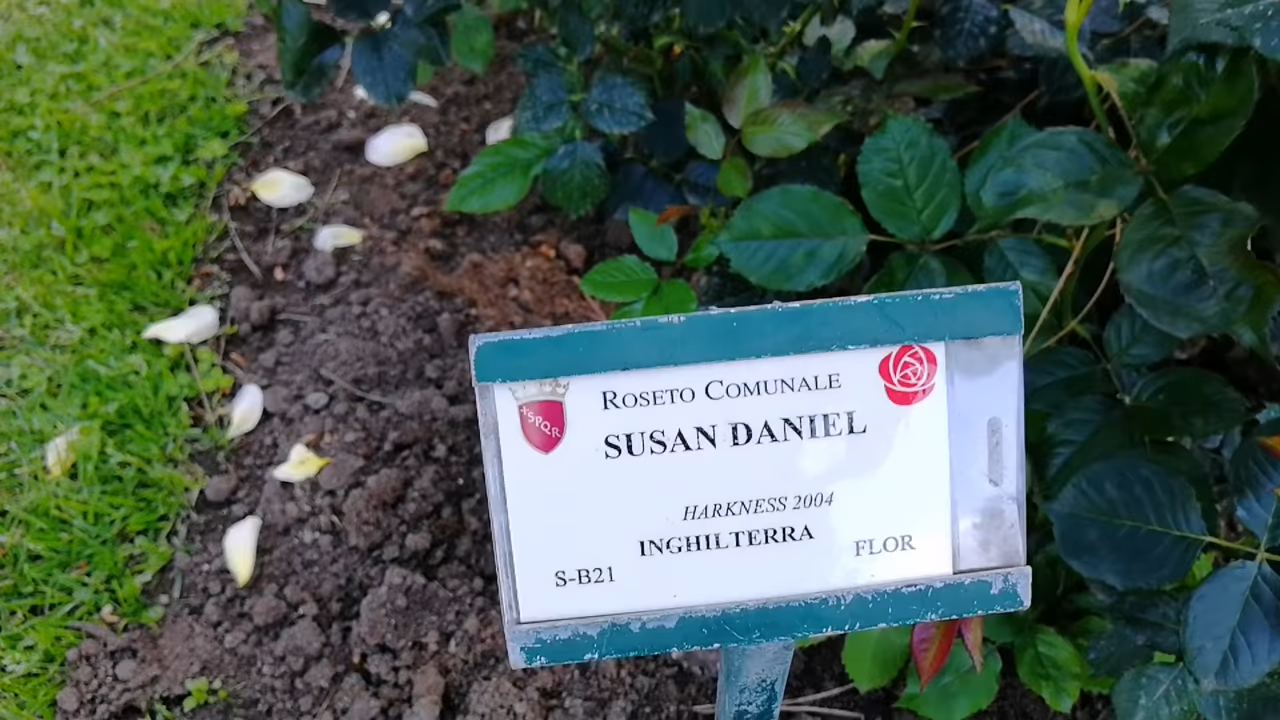 ROSETO COMUNALE
SPQR
SUSAN DANIEL
HARKNESS 2004
INGHILTERRA
FLOR
S-B21